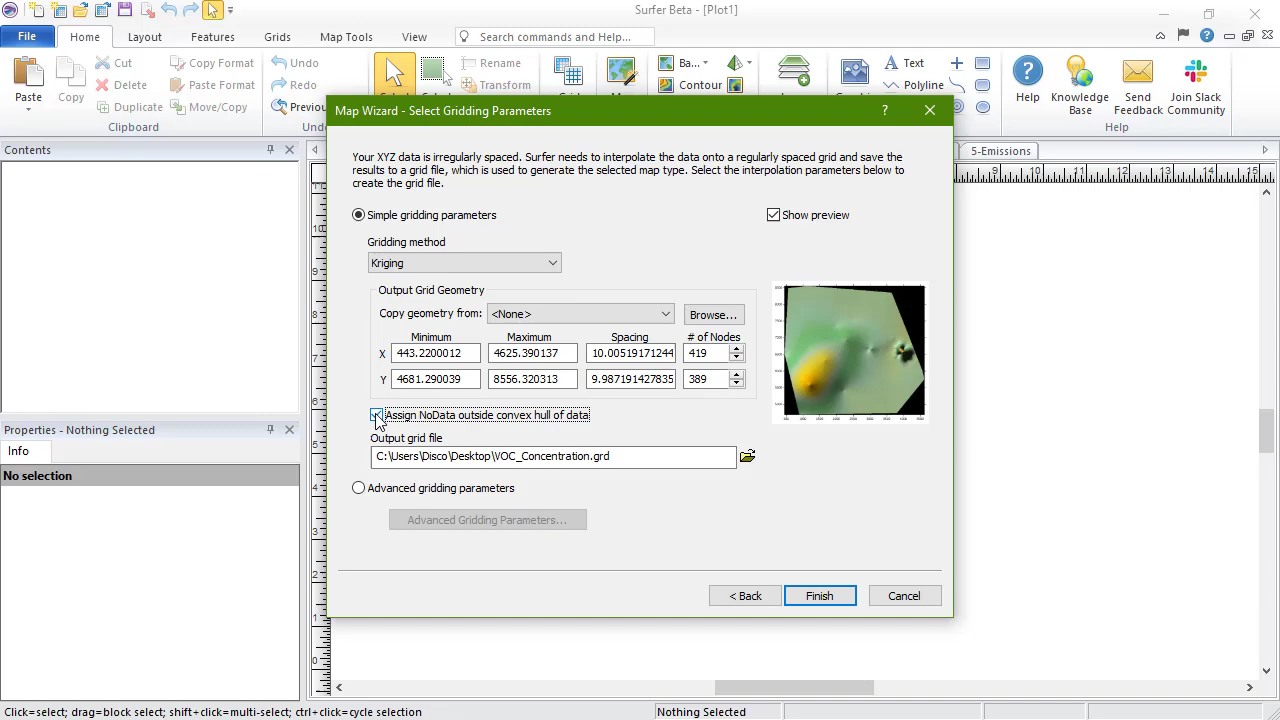 Surfer Beta - [Plot1]
File
Home
Layout
Features
Grids
Map Tools
View
Search commands and Help...
Paste
Copy
Cut
Delete
Duplicate
Copy Format
Paste Format
Move/Copy
Clipboard
Undo
Redo
Previou
Rename
Transform
Ba...
Contour
Text
Polyline
Help
Knowledge
Base
Send
Feedback
Join Slack
Community
Help
Contents
5-Emissions
Map Wizard - Select Gridding Parameters
Your XYZ data is irregularly spaced. Surfer needs to interpolate the data onto a regularly spaced grid and save the
results to a grid file, which is used to generate the selected map type. Select the interpolation parameters below to
create the grid file.
Simple gridding parameters
Show preview
Gridding method
Kriging
Output Grid Geometry
Copy geometry from:
<None>
Browse...
Minimum Maximum Spacing # of Nodes
X 443.2200012 4625.390137 10.00519171244 419
Y 4681.290039 8556.320313 9.987191427835 389
Assign NoData outside convex hull of data
Output grid file
C:\Users\Disco\Desktop\VOC_Concentration.grd
Advanced gridding parameters
Advanced Gridding Parameters...
< Back
Finish
Cancel
Properties - Nothing Selected
Info
No selection
9 10 11 12 13 14 15
Click=select; drag=block select; shift+click=multi-select; ctrl+click=cycle selection
Nothing Selected